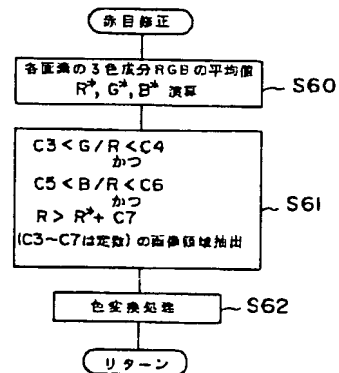 赤目修正
各画素の3色成分RGBの平均値
R*, G*, B* 演算
S60
C3<G/R<C4
かつ
C5<B/R<C6
かつ
R>R*+C7
(C3~C7は定数)の画像領域抽出
S61
色変換処理
S62
リターン